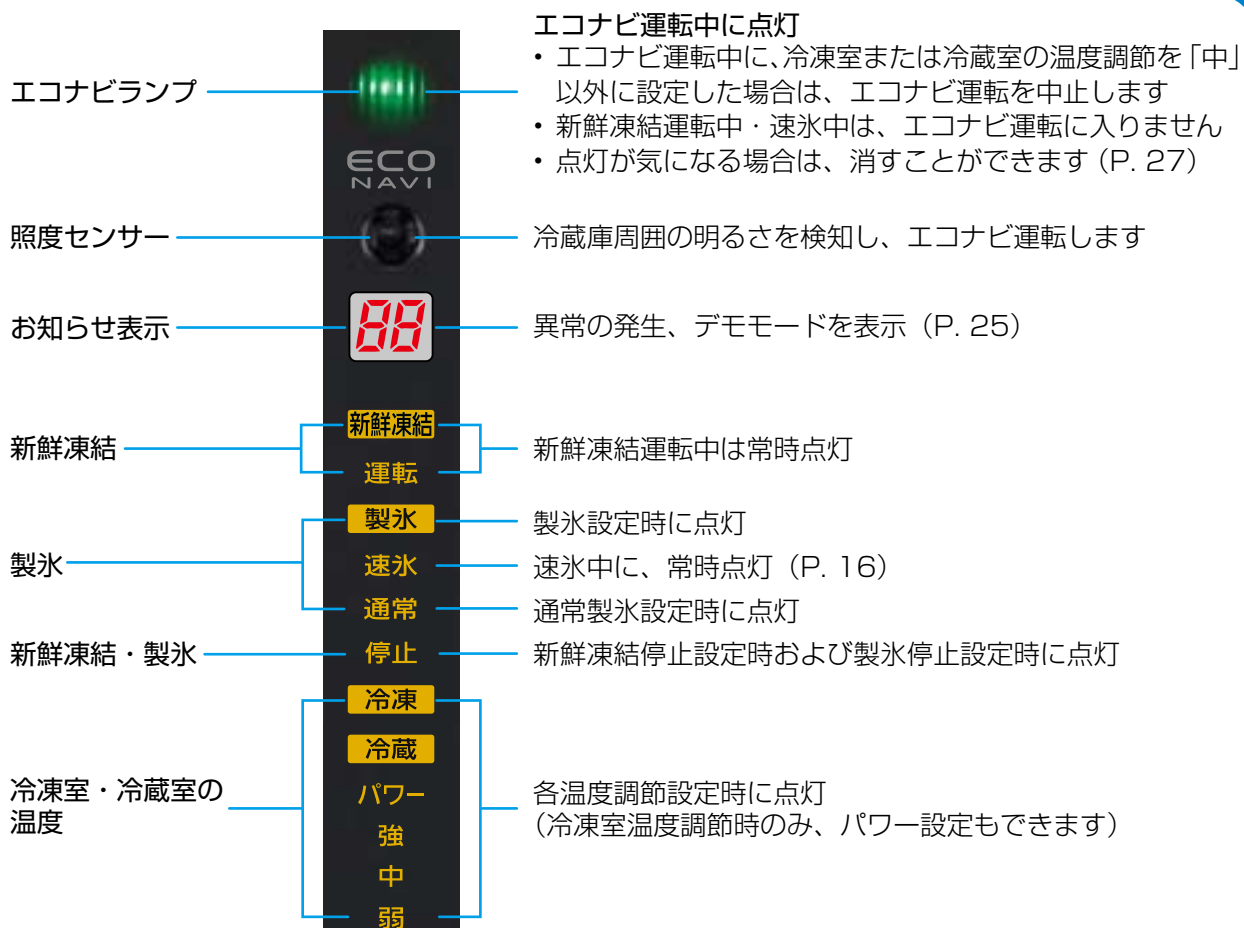 エコナビランプ
ECO
NAVI
エコナビ運転中に点灯
• エコナビ運転中に、冷凍室または冷蔵室の温度調節を「中」
以外に設定した場合は、エコナビ運転を中止します
• 新鮮凍結運転中・速氷中は、エコナビ運転に入りません
• 点灯が気になる場合は、消すことができます（P. 27）
照度センサー
冷蔵庫周囲の明るさを検知し、エコナビ運転します
お知らせ表示
88
異常の発生、デモモードを表示（P. 25）
新鮮凍結
新鮮凍結
運転
新鮮凍結運転中は常時点灯
製氷
製氷
製氷設定時に点灯
速氷
速氷中に、常時点灯（P. 16）
通常
通常製氷設定時に点灯
新鮮凍結・製氷
停止
新鮮凍結停止設定時および製氷停止設定時に点灯
冷凍室・冷蔵室の
温度
冷凍
冷蔵
パワー
強
中
弱
各温度調節設定時に点灯
（冷凍室温度調節時のみ、パワー設定もできます）